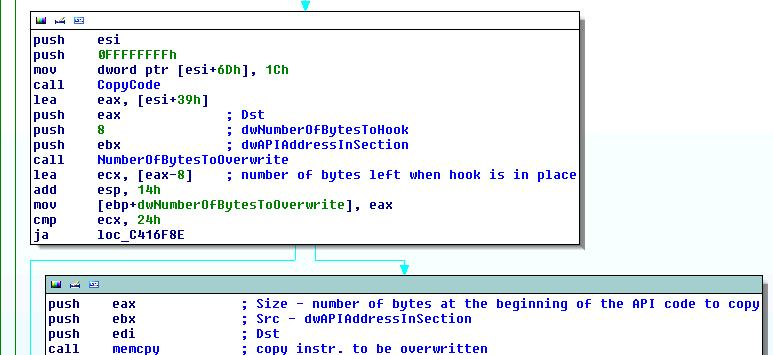 push    esi
push    0FFFFFFFFh
mov     dword ptr [esi+6Dh], 1Ch
call    CopyCode
lea     eax, [esi+39h]
push    eax             ; Dst
push    8               ; dwNumberOfBytesToHook
push    ebx             ; dwAPIAddressInSection
call    NumberOfBytesToOverwrite
lea     ecx, [eax-8]    ; number of bytes left when hook is in place
add     esp, 14h
mov     [ebp+dwNumberOfBytesToOverwrite], eax
cmp     ecx, 24h
ja      loc_C416F8E
push    eax             ; Size - number of bytes at the beginning of the API code to copy
push    ebx             ; Src - dwAPIAddressInSection
push    edi             ; Dst
call    memcpy          ; copy instr. to be overwritten